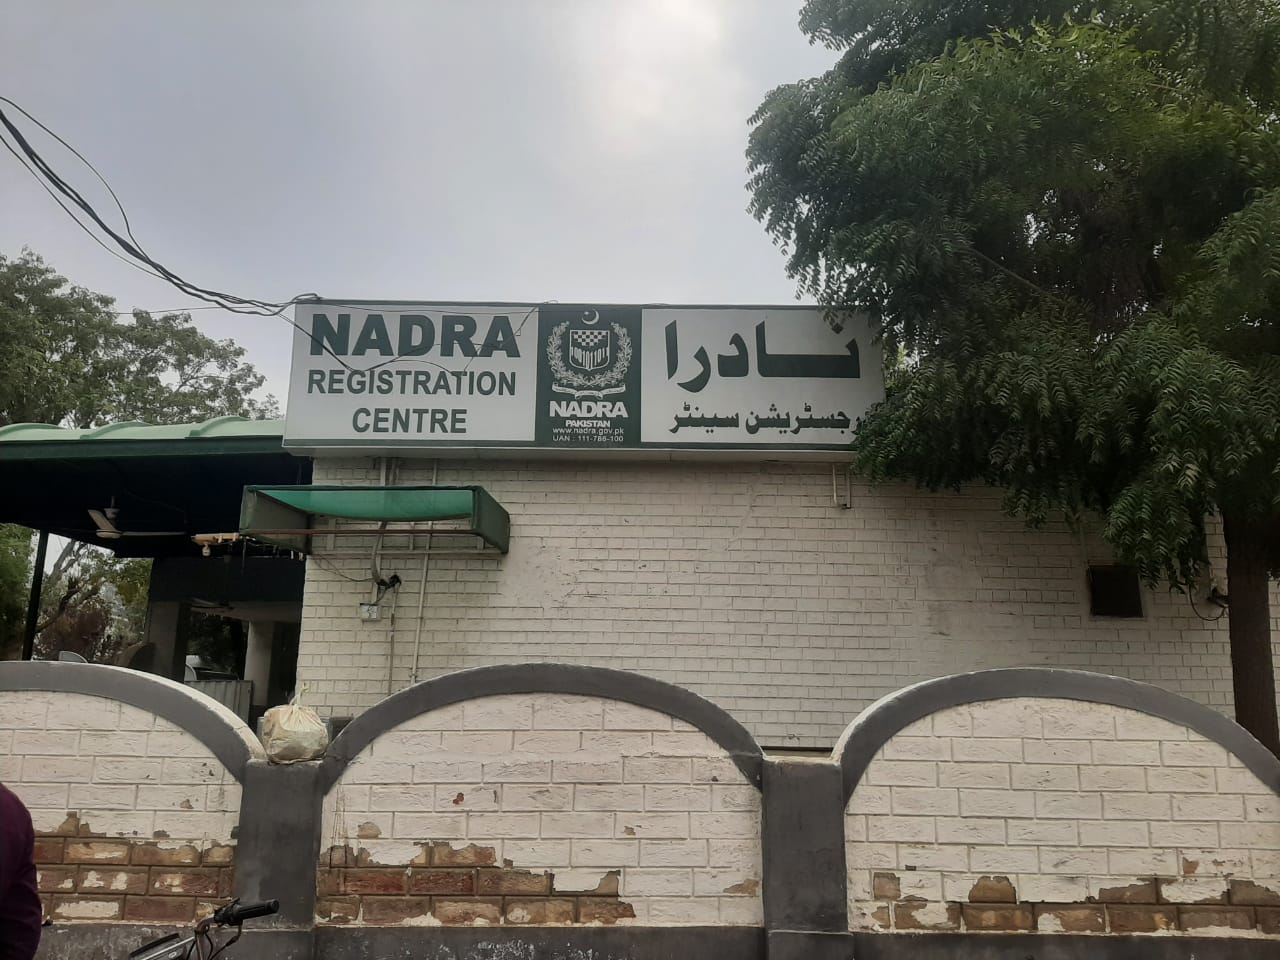 NADRA
REGISTRATION
CENTRE
NADRA
PAKISTAN
www.nadra.gov.pk
UAN : 111-786-100
نادرا
رجسٹریشن سینٹر